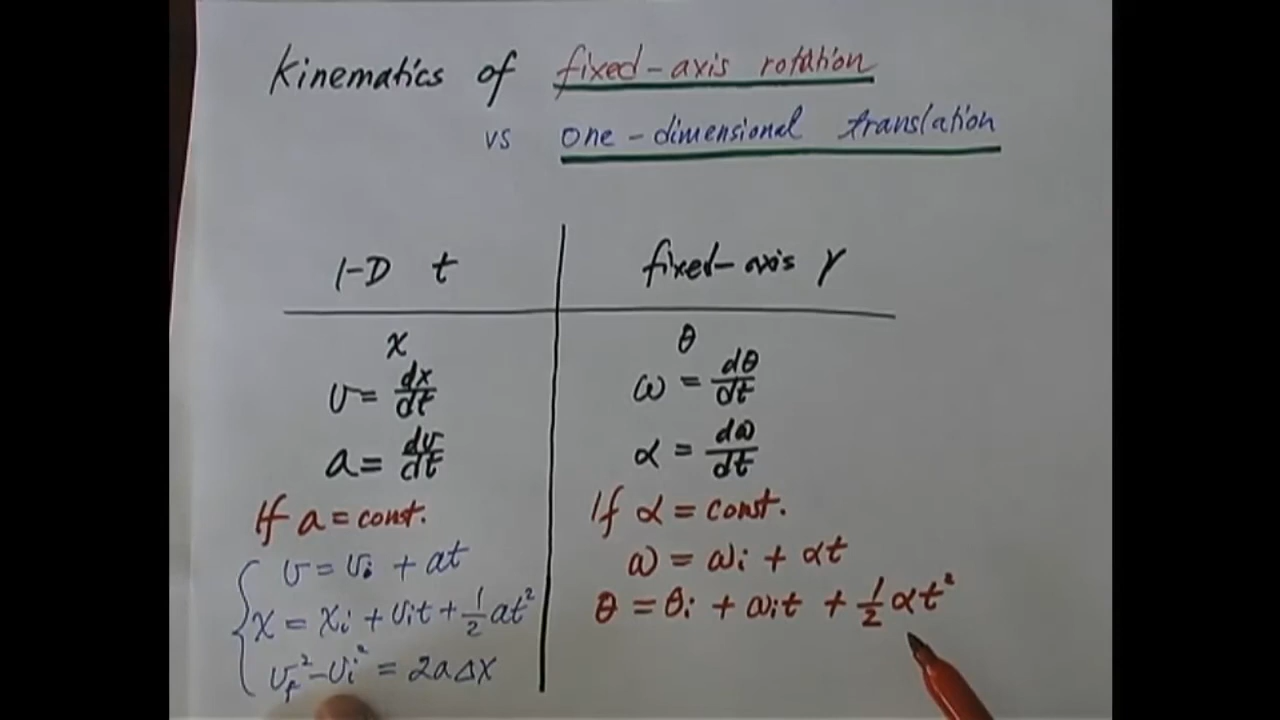 Kinematics of fixed-axis rotation
vs one-dimensional translation
1-D t
fixed-axis r
x
v = dx/dt
a = dv/dt
If a = const.
v = vi + at
x = xi + vit + 1/2 at²
vf² - vi² = 2aΔx
θ
ω = dθ/dt
α = dω/dt
If α = const.
ω = ωi + αt
θ = θi + ωit + 1/2 αt²